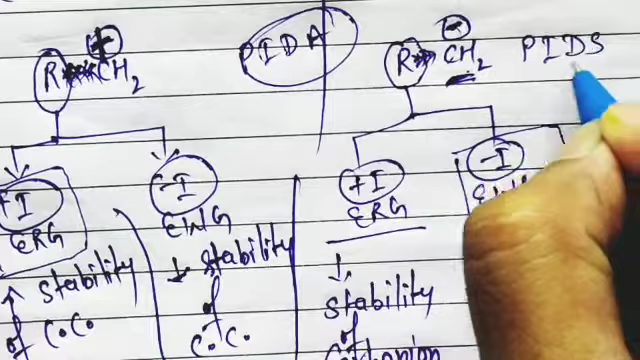 ⊕
R CH2
PIDA
+I
ERG
↑ stability
of C.C.
-I
EWG
↓ stability
of
C.C.
R CH2
PIDS
+I
ERG
↓
stability
of
-I